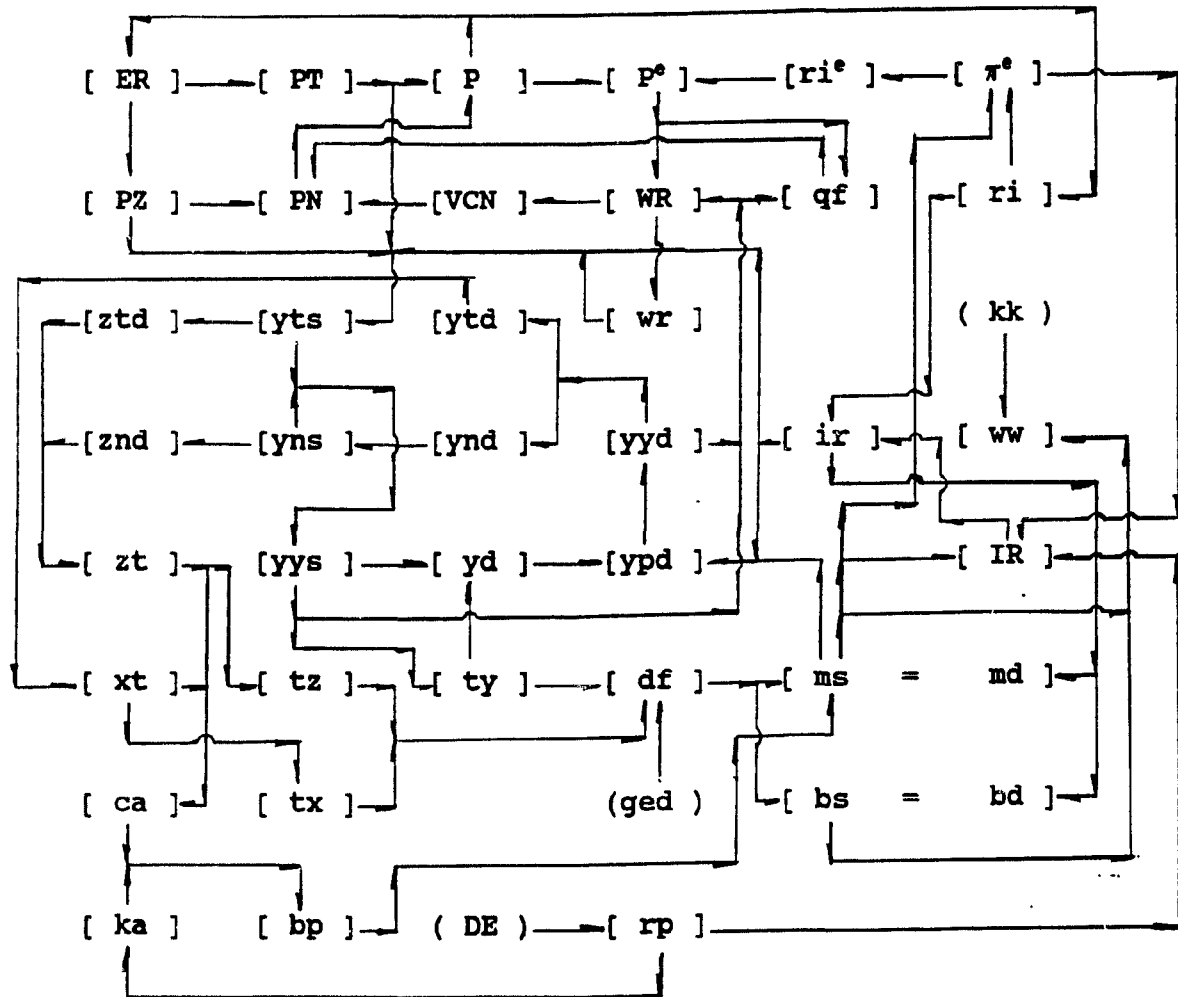 [ ER ] [ PT ] [ P ] [ Pᵉ ] [riᵉ ] [ πᵉ ]
[ PZ ] [ PN ] [VCN ] [ WR ] [ qf ] [ ri ]
[ztd ] [yts ] [ytd ] [ wr ] ( kk )
[znd ] [yns ] [ynd ] [yyd ] [ ir ] [ ww ]
[ zt ] [yys ] [ yd ] [ypd ] [ IR ]
[ xt ] [ tz ] [ ty ] [ df ] [ ms = md ]
[ ca ] [ tx ] (ged ) [ bs = bd ]
[ ka ] [ bp ] ( DE ) [ rp ]